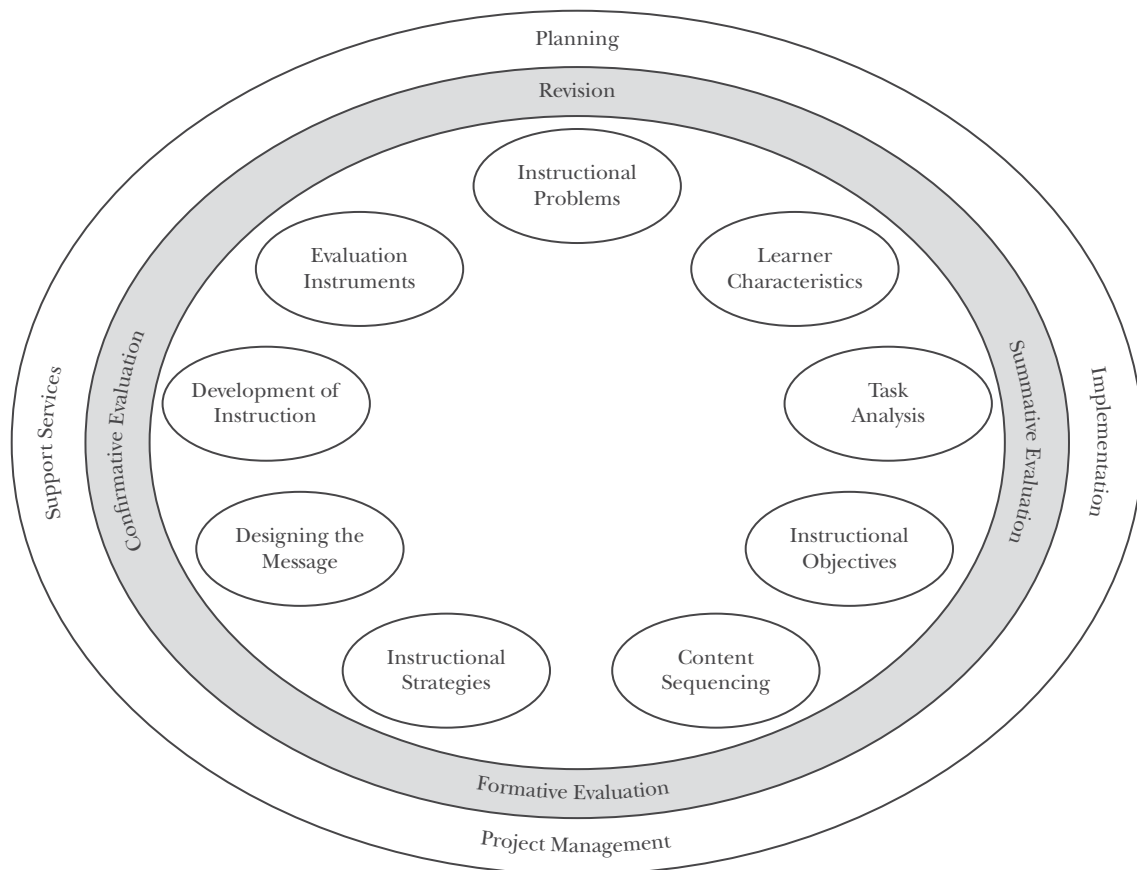 Planning
Revision
Instructional
Problems
Evaluation
Instruments
Learner
Characteristics
Support Services
Confirmative Evaluation
Development of
Instruction
Task
Analysis
Summative Evaluation
Implementation
Designing the
Message
Instructional
Objectives
Instructional
Strategies
Content
Sequencing
Formative Evaluation
Project Management